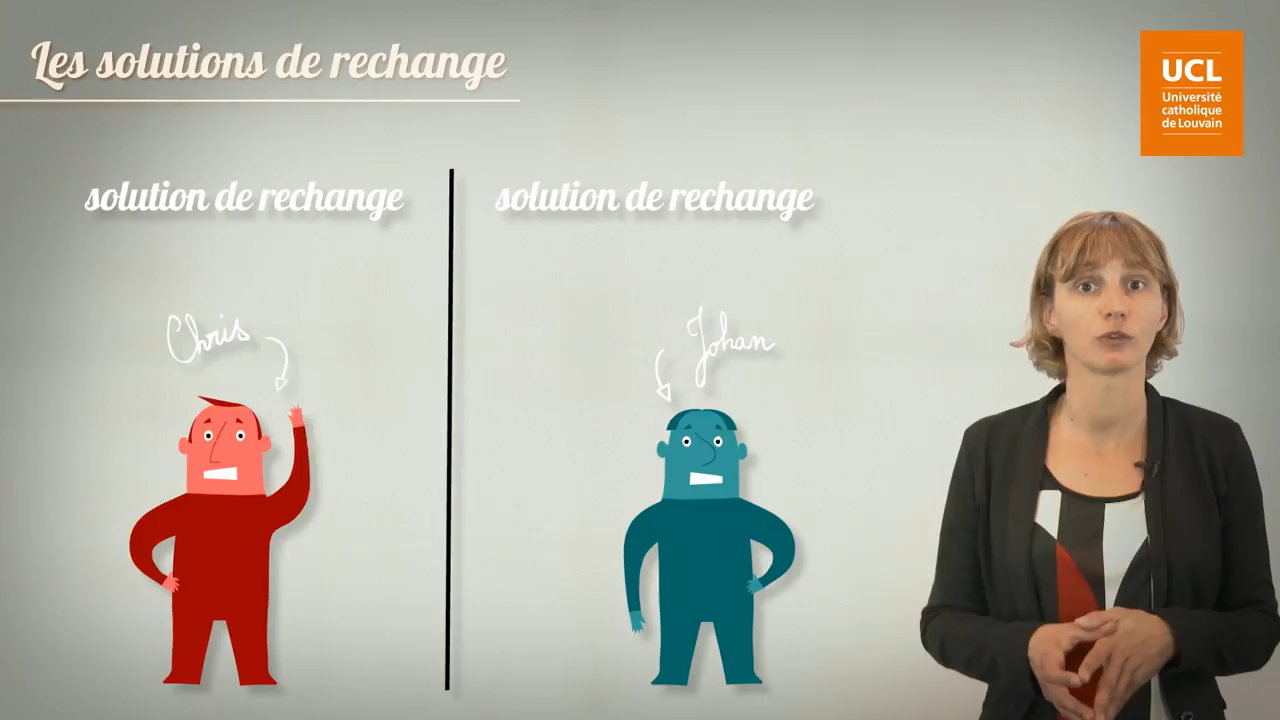 Les solutions de rechange
UCL
Université
catholique
de Louvain
solution de rechange
solution de rechange
Chris
Johan